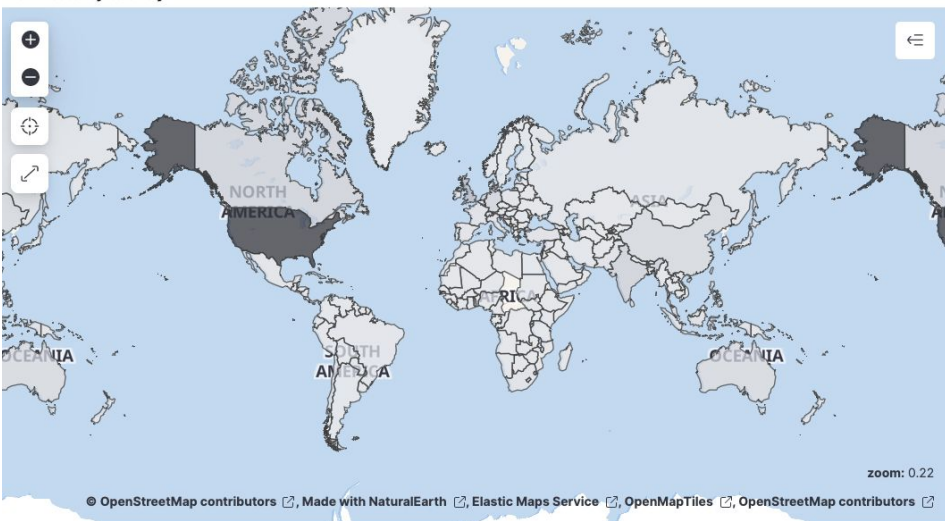 NORTH
AMERICA
ASIA
AFRICA
OCEANIA
SOUTH
AMERICA
OCEANIA
zoom: 0.22
© OpenStreetMap contributors , Made with NaturalEarth , Elastic Maps Service , OpenMapTiles , OpenStreetMap contributors